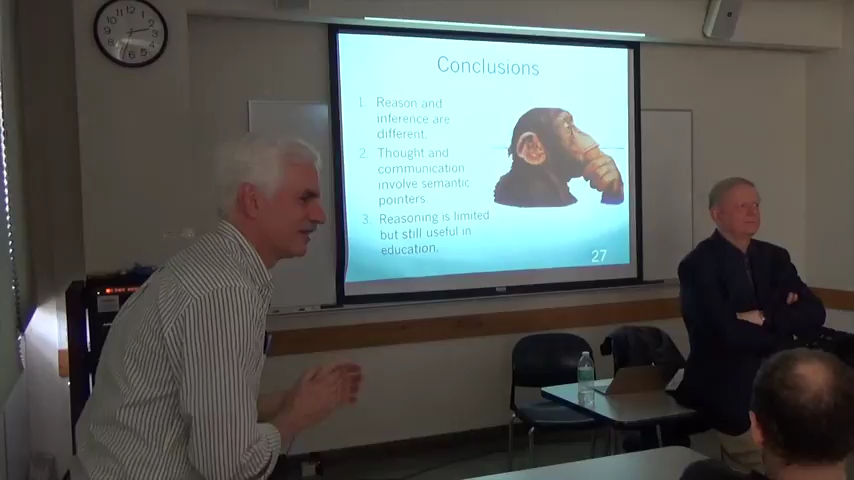 Conclusions
1. Reason and
inference are
different.
2. Thought and
communication
involve semantic
pointers
3. Reasoning is limited
but still useful in
education.
27